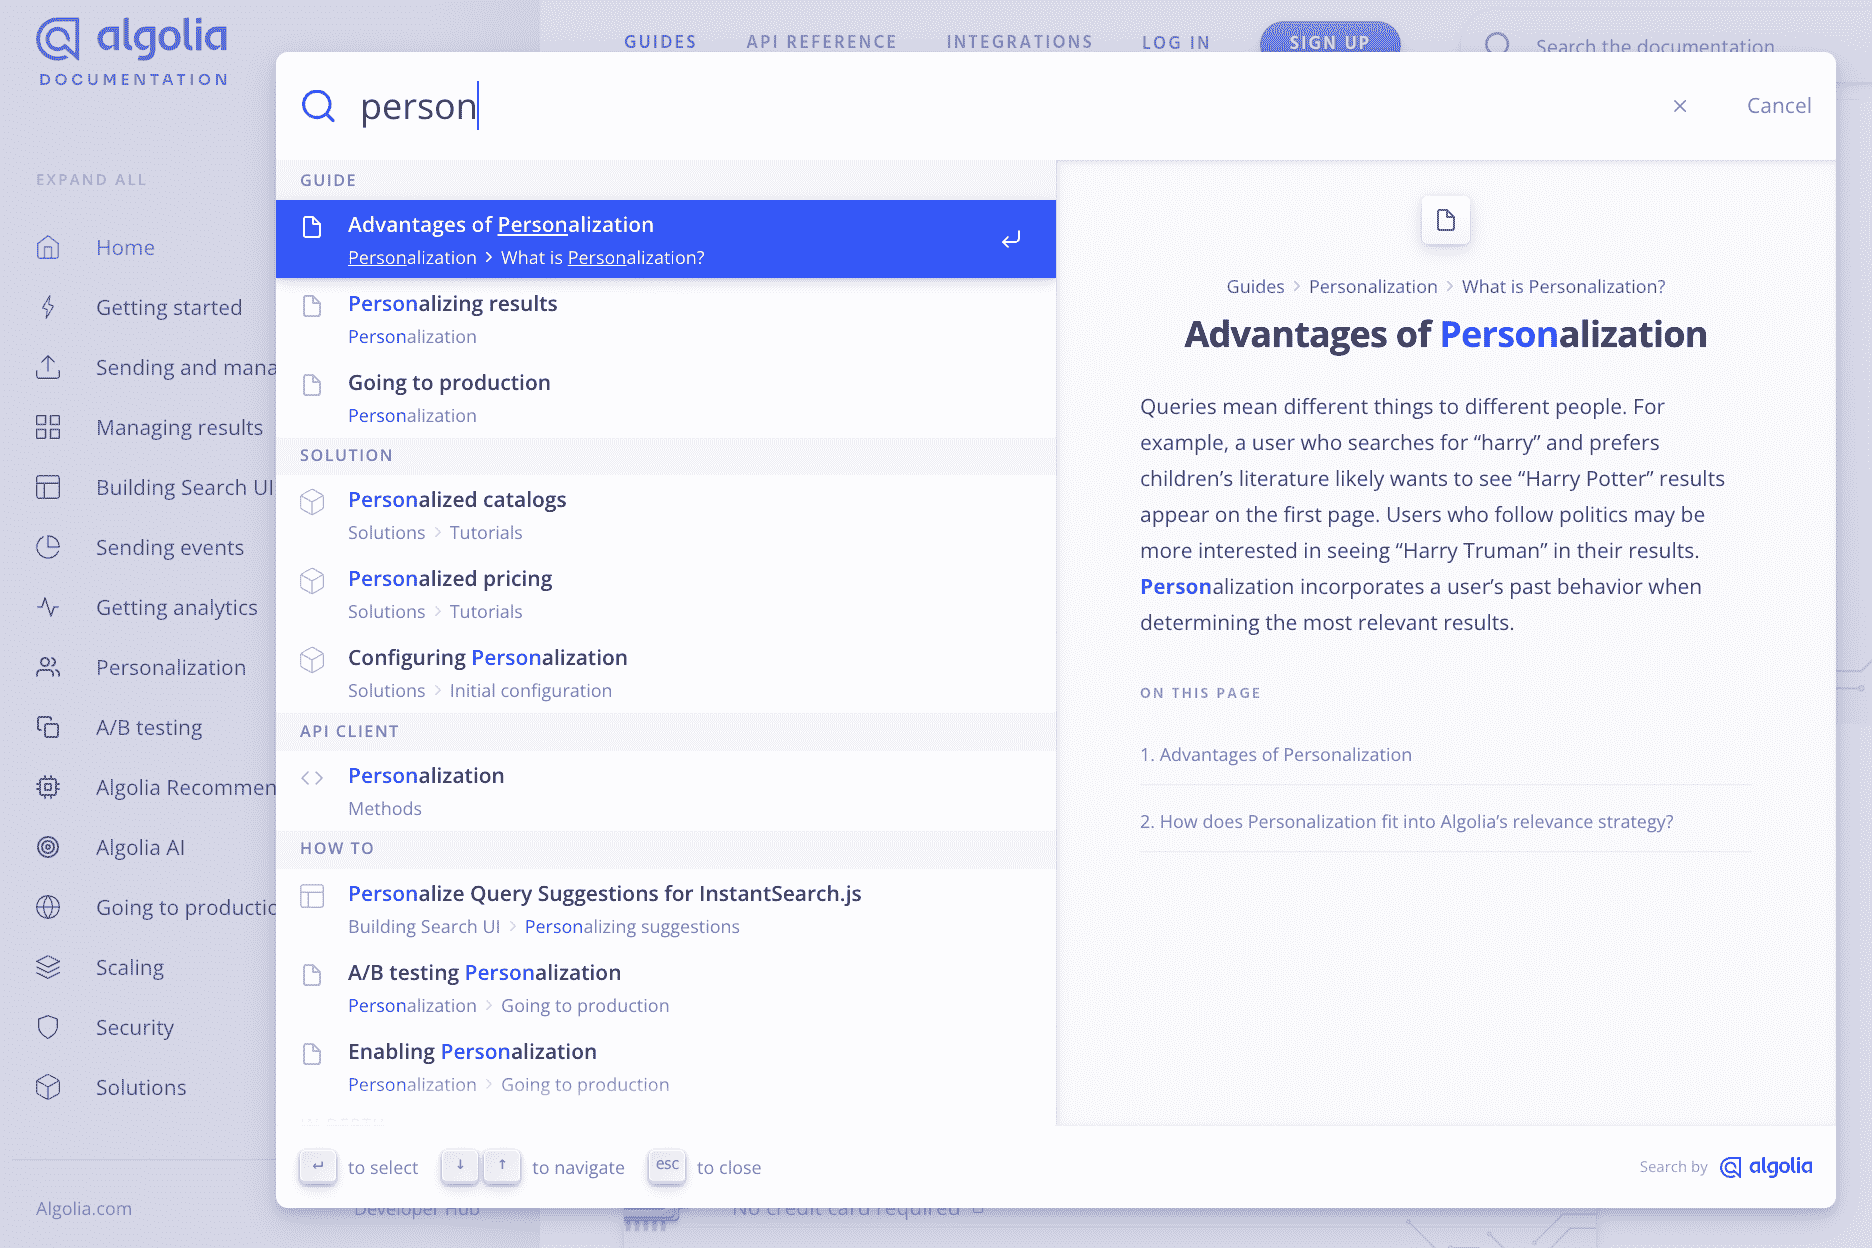 algolia
DOCUMENTATION
GUIDES
API REFERENCE
INTEGRATIONS
LOG IN
SIGN UP
Search the documentation
person
Cancel
EXPAND ALL
Home
Getting started
Sending and mana
Managing results
Building Search UI
Sending events
Getting analytics
Personalization
A/B testing
Algolia Recommen
Algolia AI
Going to productio
Scaling
Security
Solutions
Algolia.com
GUIDE
Advantages of Personalization
Personalization > What is Personalization?
Personalizing results
Personalization
Going to production
Personalization
SOLUTION
Personalized catalogs
Solutions > Tutorials
Personalized pricing
Solutions > Tutorials
Configuring Personalization
Solutions > Initial configuration
API CLIENT
Personalization
Methods
HOW TO
Personalize Query Suggestions for InstantSearch.js
Building Search UI > Personalizing suggestions
A/B testing Personalization
Personalization > Going to production
Enabling Personalization
Personalization > Going to production
IN DEPTH
Guides > Personalization > What is Personalization?
Advantages of Personalization
Queries mean different things to different people. For
example, a user who searches for “harry” and prefers
children’s literature likely wants to see “Harry Potter” results
appear on the first page. Users who follow politics may be
more interested in seeing “Harry Truman” in their results.
Personalization incorporates a user’s past behavior when
determining the most relevant results.
ON THIS PAGE
1. Advantages of Personalization
2. How does Personalization fit into Algolia’s relevance strategy?
↵ to select ↓ ↑ to navigate esc to close
Search by algolia
Developer Hub
No credit card required